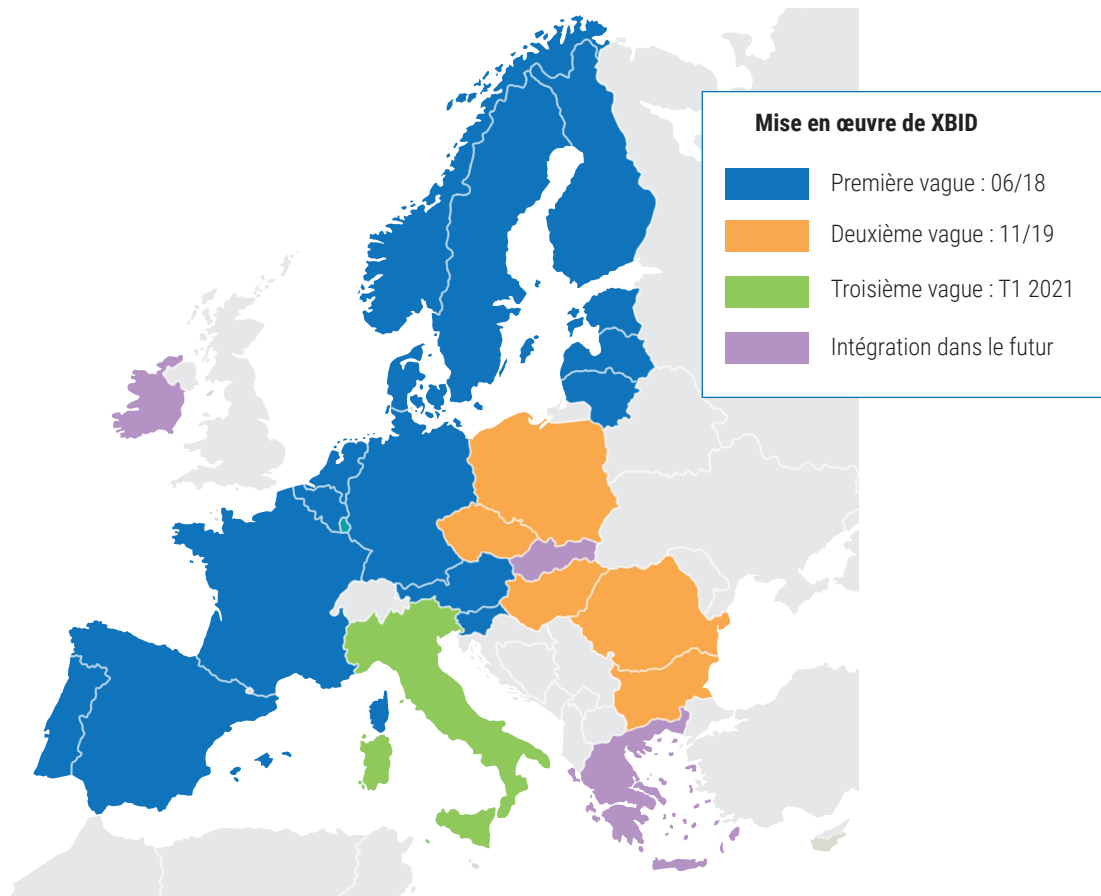 Mise en œuvre de XBID
Première vague : 06/18
Deuxième vague : 11/19
Troisième vague : T1 2021
Intégration dans le futur